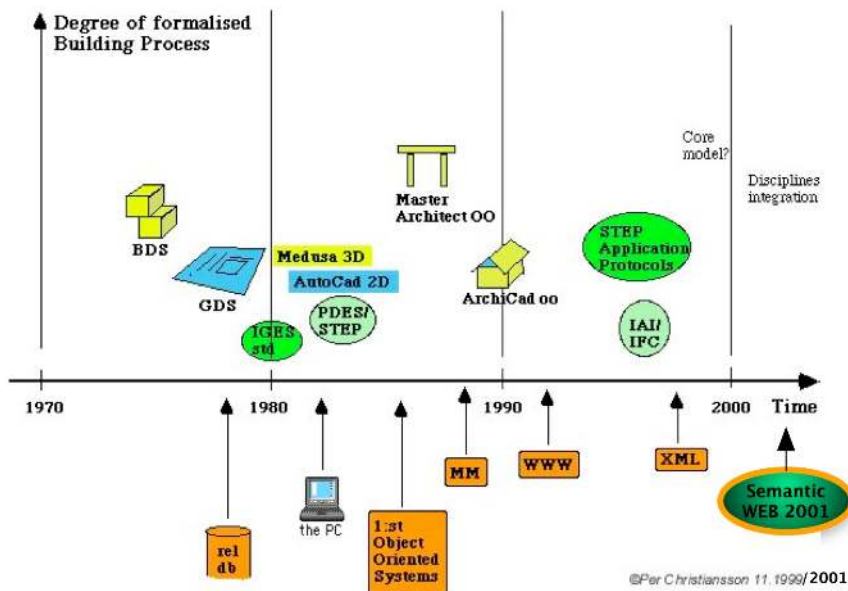 Degree of formalised
Building Process
Core
model?
Disciplines
integration
Master
Architect OO
BDS
STEP
Application
Protocols
Medusa 3D
AutoCad 2D
GDS
ArchiCad oo
PDES/
STEP
IGES
std
IAI/
IFC
1970
1980
1990
2000
Time
MM
WWW
XML
Semantic
WEB 2001
the PC
rel
db
1:st
Object
Oriented
Systems
©Per Christiansson 11.1999/2001